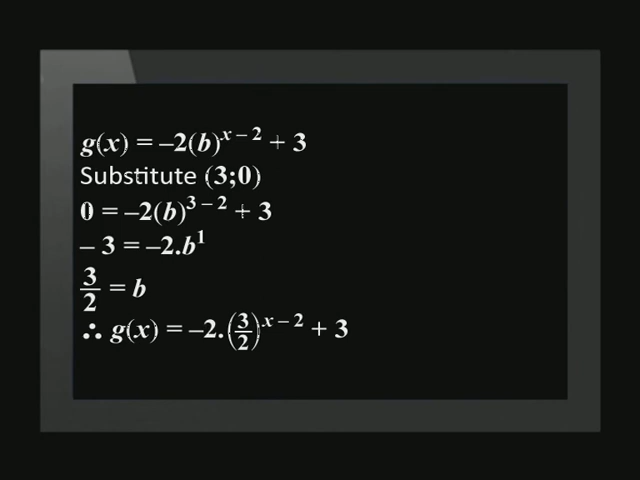 g(x) = –2(b)^{x – 2} + 3
Substitute (3;0)
0 = –2(b)^{3 – 2} + 3
– 3 = –2.b^1
3/2 = b
∴ g(x) = –2.(3/2)^{x – 2} + 3